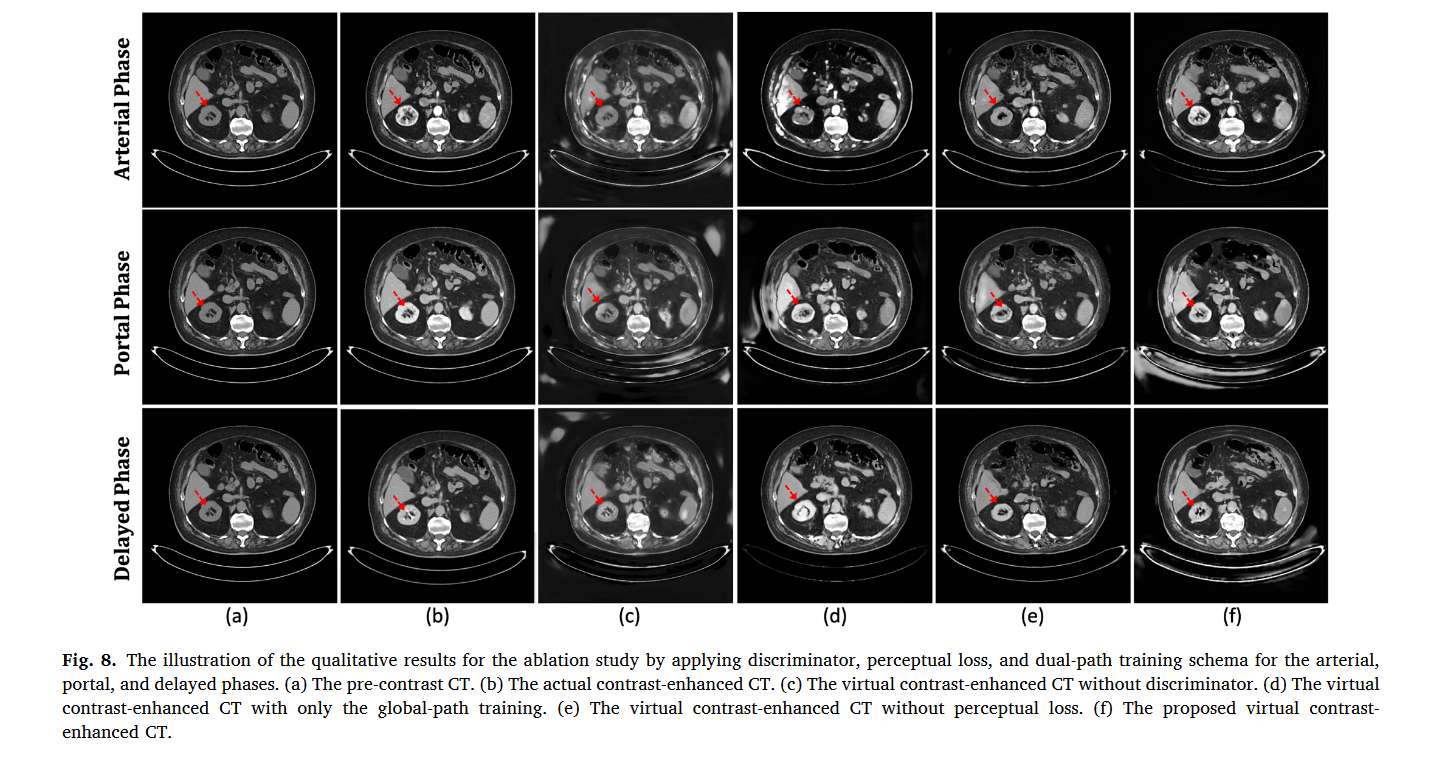 Arterial Phase
Portal Phase
Delayed Phase
(a) (b) (c) (d) (e) (f)
Fig. 8. The illustration of the qualitative results for the ablation study by applying discriminator, perceptual loss, and dual-path training schema for the arterial,
portal, and delayed phases. (a) The pre-contrast CT. (b) The actual contrast-enhanced CT. (c) The virtual contrast-enhanced CT without discriminator. (d) The virtual
contrast-enhanced CT with only the global-path training. (e) The virtual contrast-enhanced CT without perceptual loss. (f) The proposed virtual contrast-
enhanced CT.